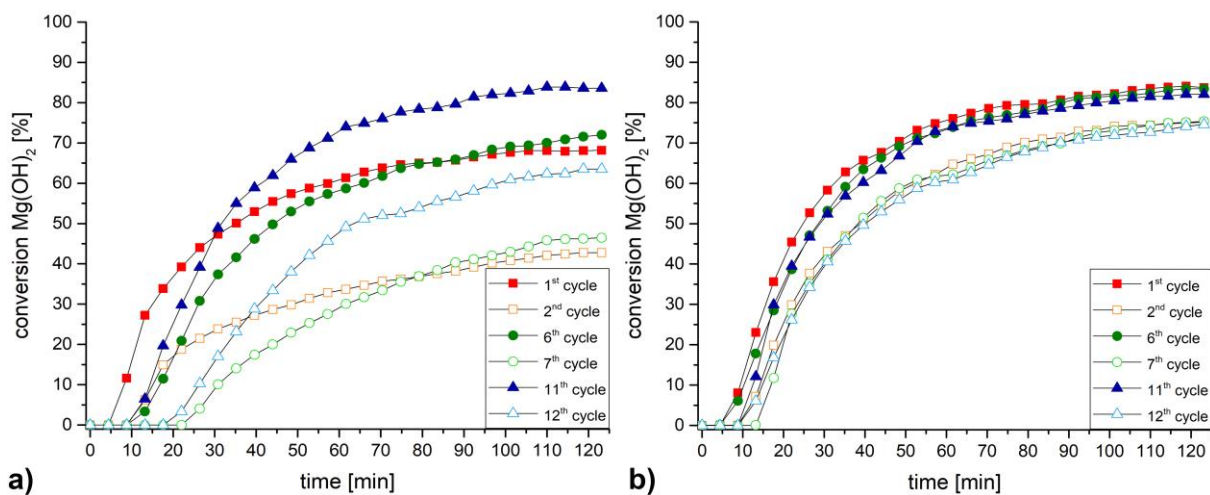 conversion Mg(OH)₂ [%]
100
90
80
70
60
50
40
30
20
10
0
1st cycle
2nd cycle
6th cycle
7th cycle
11th cycle
12th cycle
0 10 20 30 40 50 60 70 80 90 100 110 120
time [min]
a)
conversion Mg(OH)₂ [%]
100
90
80
70
60
50
40
30
20
10
0
1st cycle
2nd cycle
6th cycle
7th cycle
11th cycle
12th cycle
0 10 20 30 40 50 60 70 80 90 100 110 120
time [min]
b)